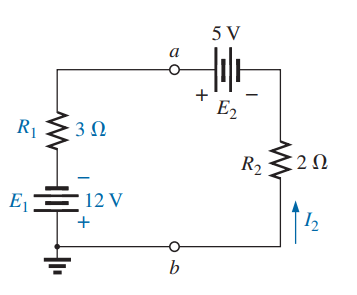 5 V
a
+ −
E₂
R₁ 3 Ω
R₂ 2 Ω
−
E₁ 12 V
+
I₂
b